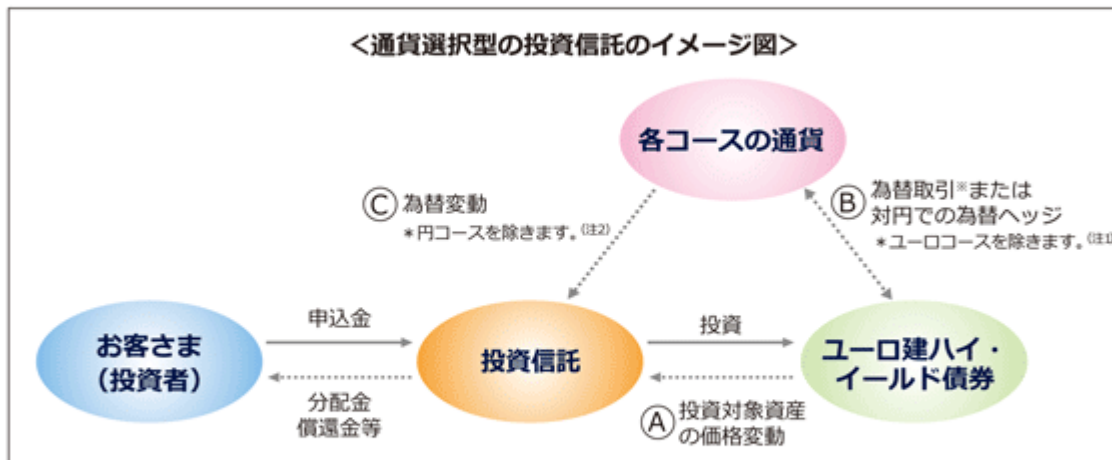 ＜通貨選択型の投資信託のイメージ図＞
各コースの通貨
Ⓒ 為替変動
＊円コースを除きます。(注2)
Ⓑ 為替取引※または
対円での為替ヘッジ
＊ユーロコースを除きます。(注1)
お客さま
（投資者）
申込金
分配金
償還金等
投資信託
投資
Ⓐ 投資対象資産
の価格変動
ユーロ建ハイ・
イールド債券